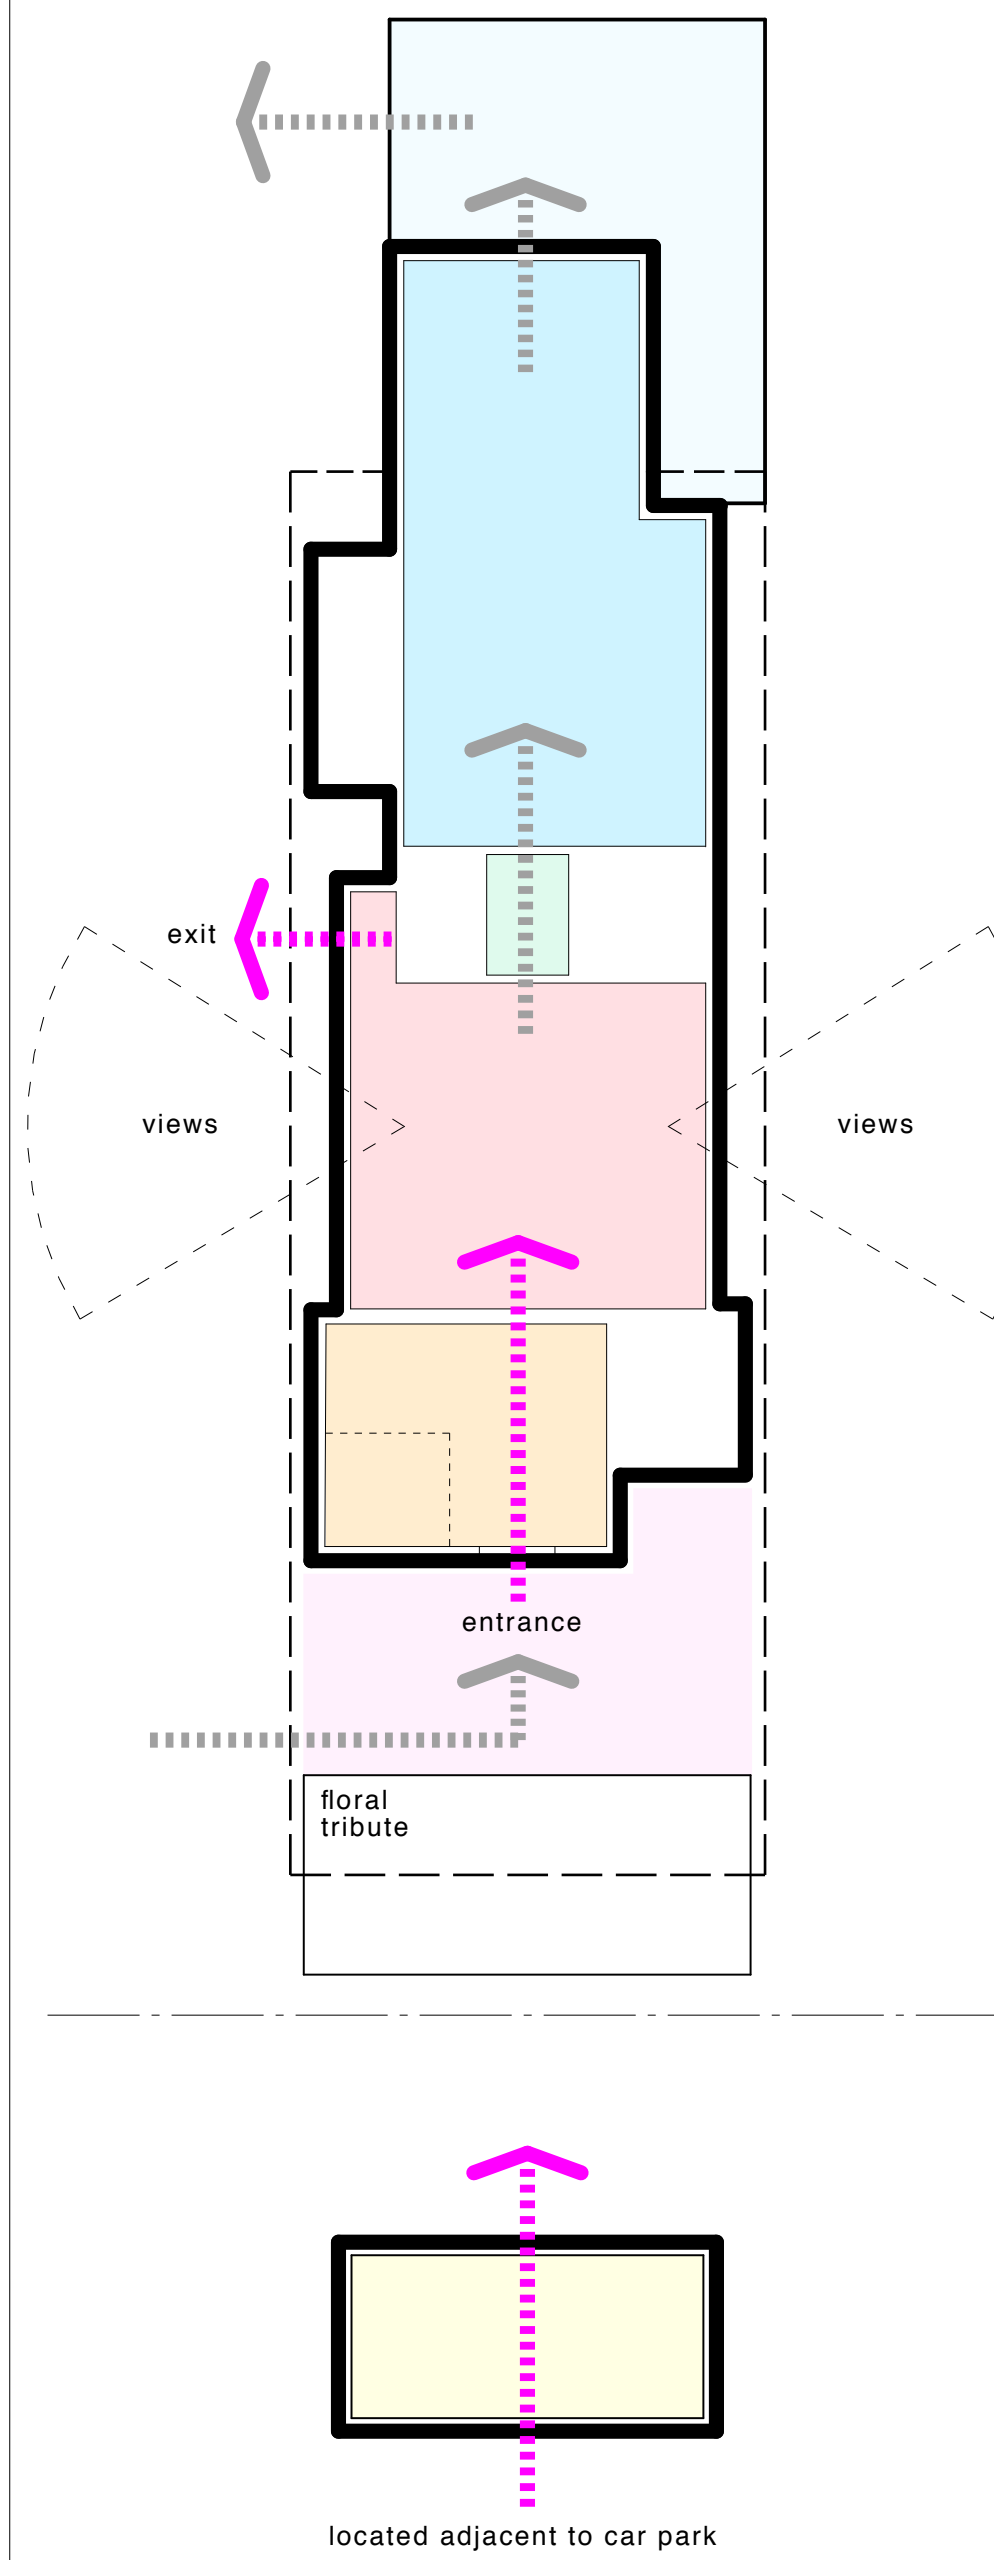 exit
views
views
entrance
floral
tribute
located adjacent to car park